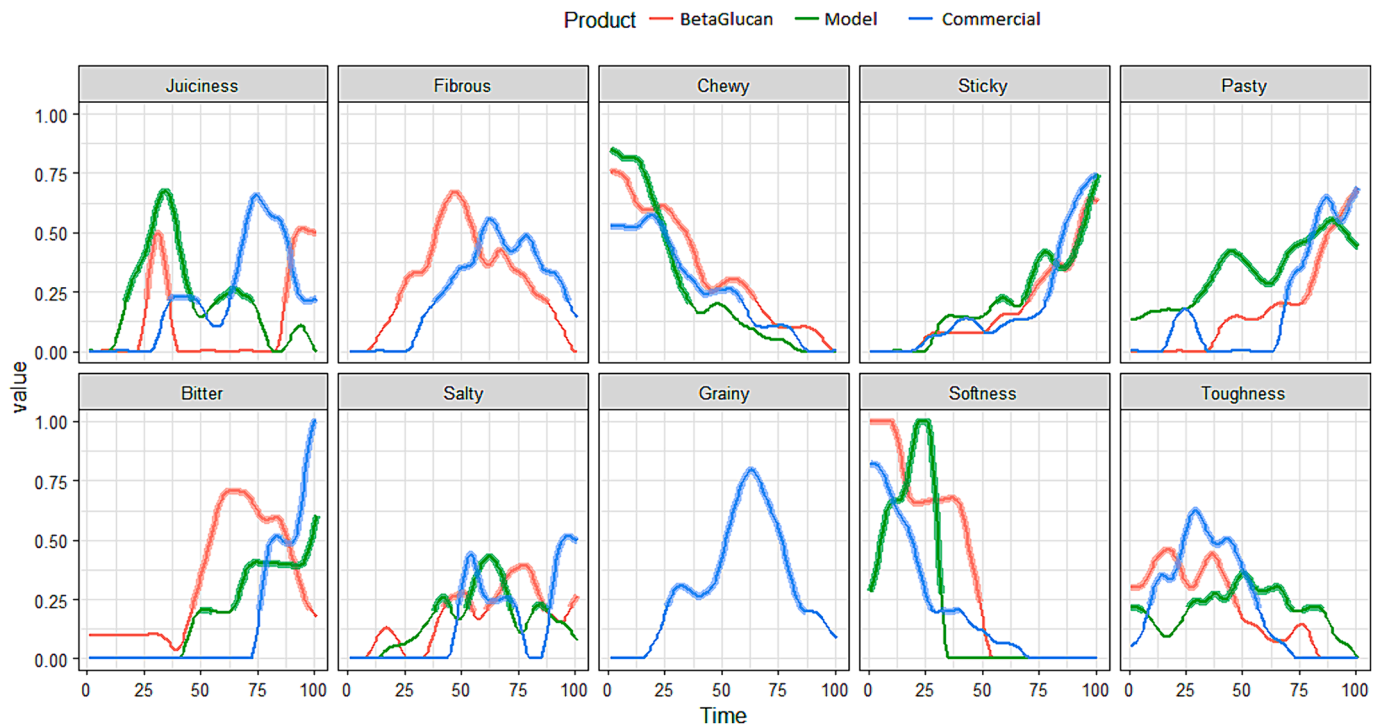 Product BetaGlucan Model Commercial
Juiciness Fibrous Chewy Sticky Pasty
1.00
0.75
0.50
0.25
0.00
Bitter Salty Grainy Softness Toughness
1.00
0.75
0.50
0.25
0.00
value
0 25 50 75 100 0 25 50 75 100 0 25 50 75 100 0 25 50 75 100 0 25 50 75 100
Time